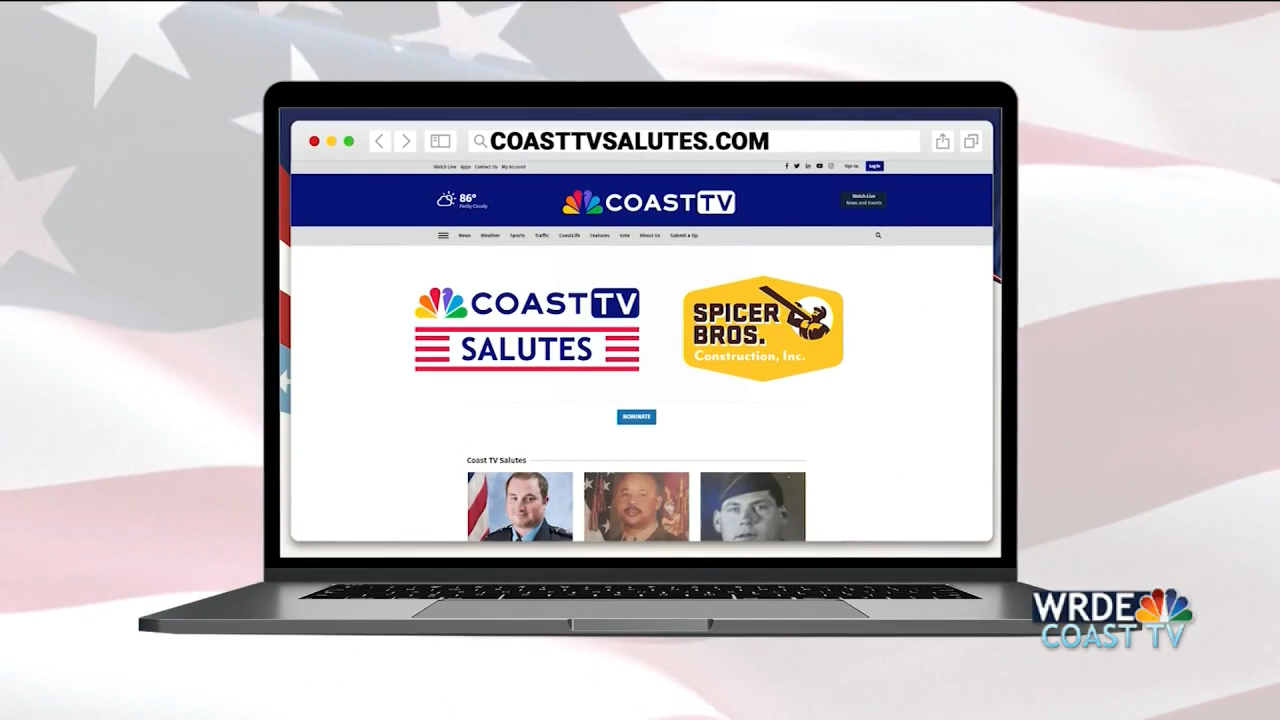 COASTTVSALUTES.COM
Watch Live Apps Contact Us My Account
Sign Up Log In
86°
Partly Cloudy
COAST TV
Watch Live
News and Events
News Weather Sports Traffic CoastLife Features Vote About Us Submit a tip
COAST TV
SALUTES
SPICER
BROS.
Construction, Inc.
NOMINATE
Coast TV Salutes
WRDE
COAST TV